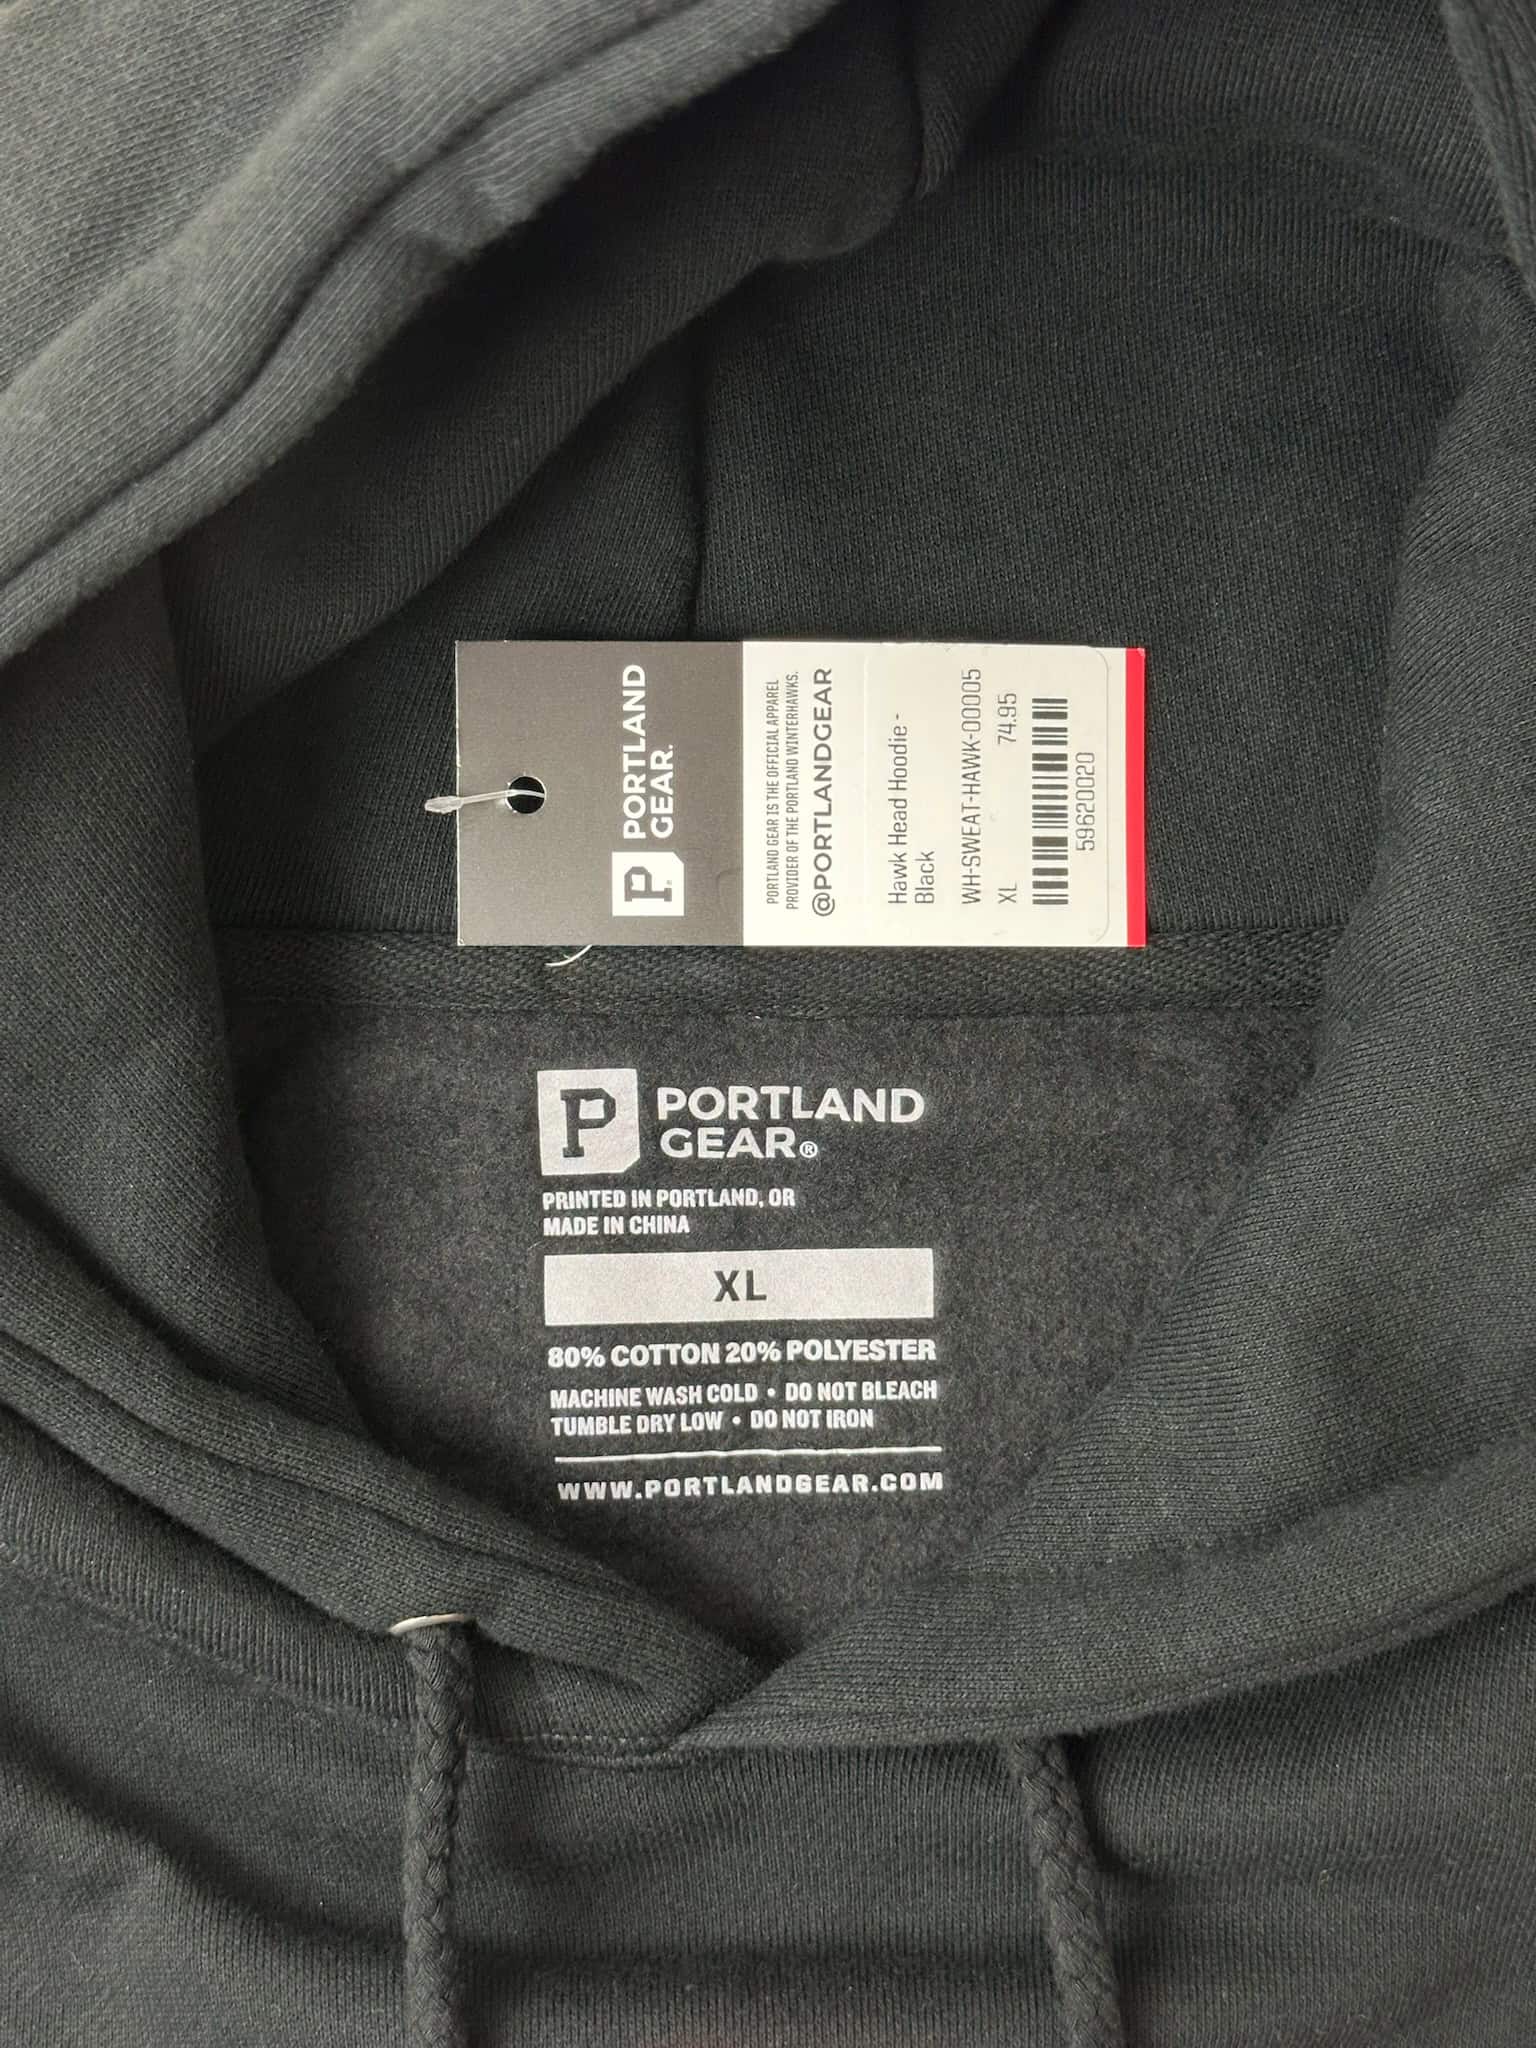 P
PORTLAND
GEAR.
PORTLAND GEAR IS THE OFFICIAL APPAREL
PROVIDER OF THE PORTLAND WINTERHAWKS.
@PORTLANDGEAR
Hawk Head Hoodie -
Black
WH-SWEAT-HAWK-00005
XL 74.95
59620020
P
PORTLAND
GEAR®
PRINTED IN PORTLAND, OR
MADE IN CHINA
XL
80% COTTON 20% POLYESTER
MACHINE WASH COLD • DO NOT BLEACH
TUMBLE DRY LOW • DO NOT IRON
WWW.PORTLANDGEAR.COM